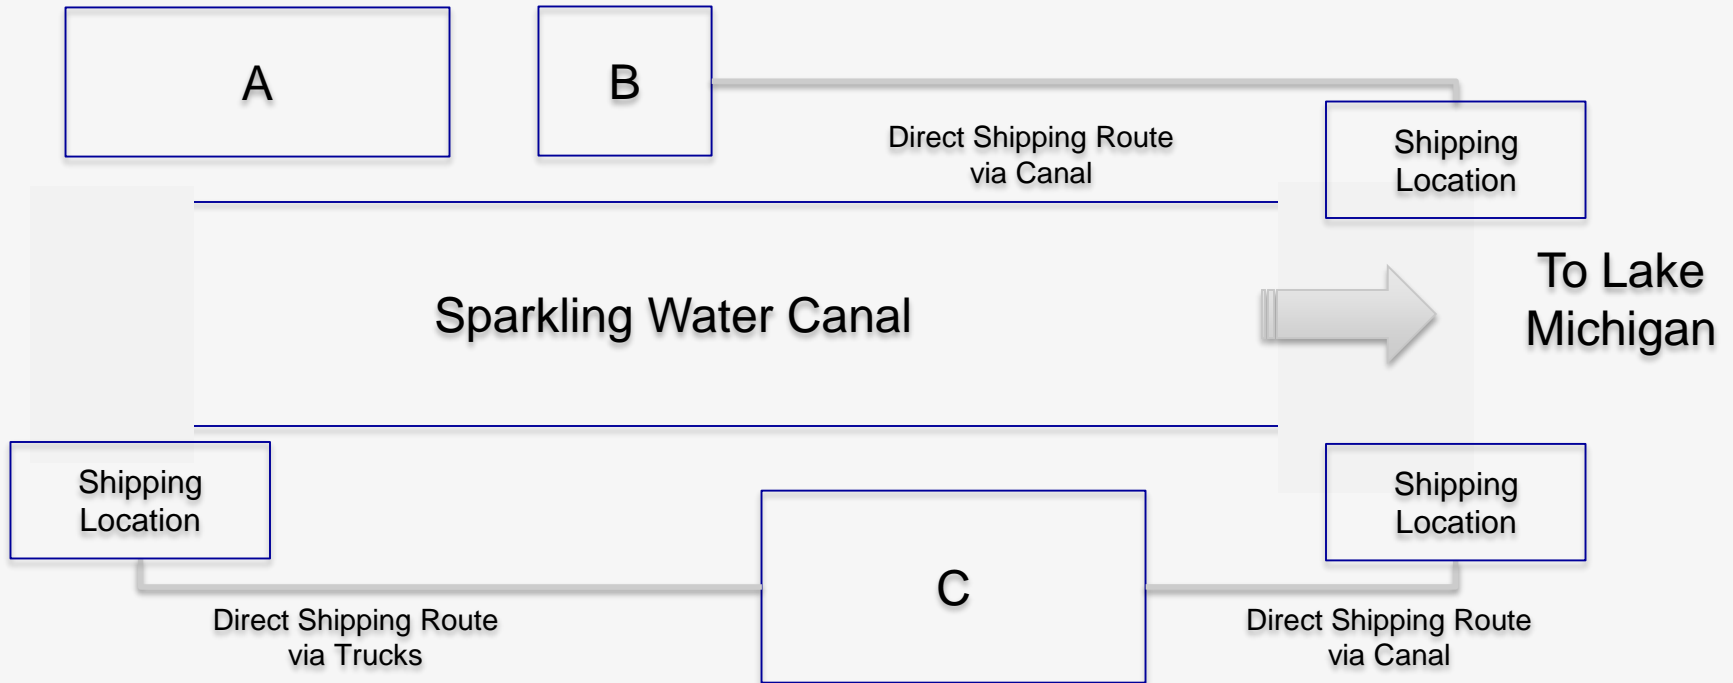 A
B
Direct Shipping Route
via Canal
Shipping
Location
Sparkling Water Canal
To Lake
Michigan
Shipping
Location
Shipping
Location
C
Direct Shipping Route
via Trucks
Direct Shipping Route
via Canal